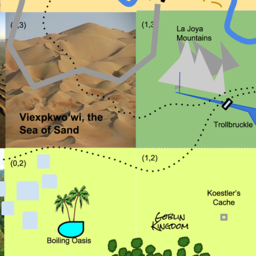 ,3)
(1,3
La Joya
Mountains
Viexpkwo'wi, the
Sea of Sand
Trollbruckle
(0,2)
(1,2)
Koestler's
Cache
GOBLIN
KINGDOM
Boiling Oasis